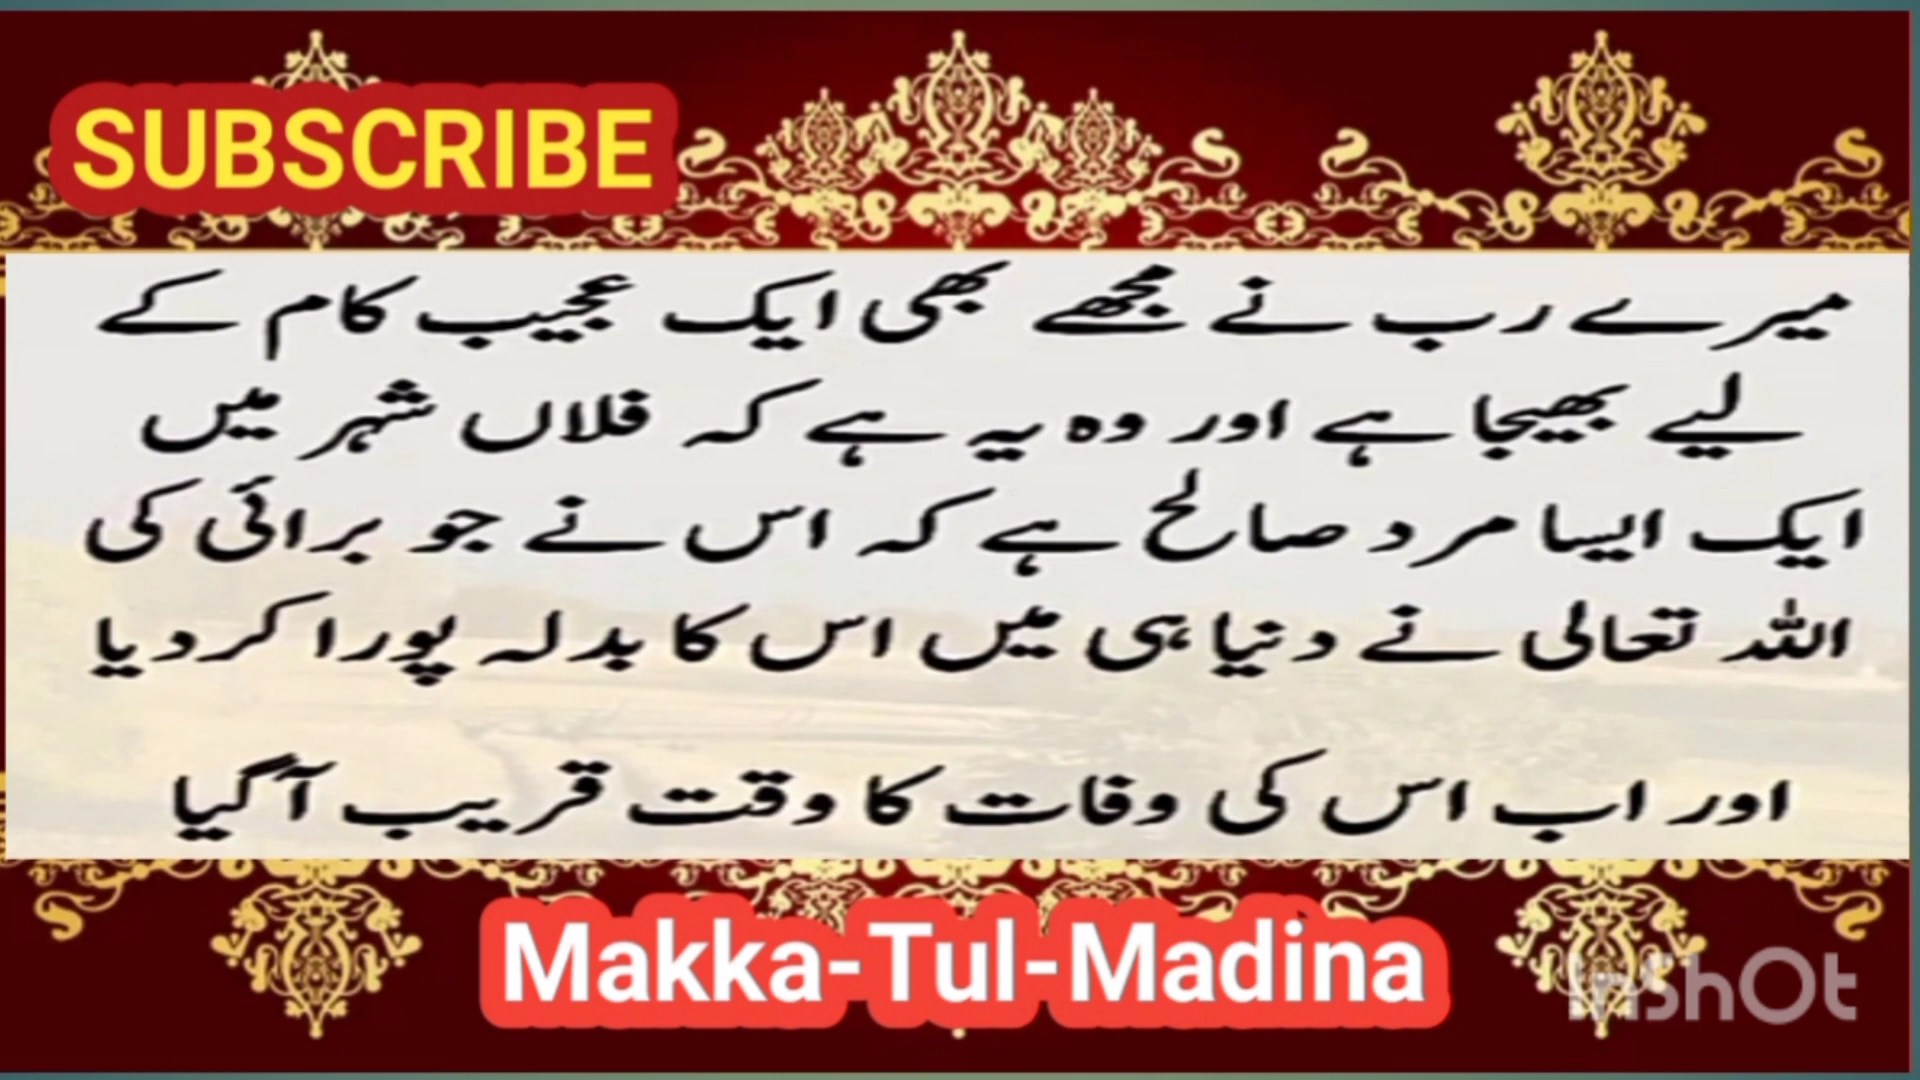 SUBSCRIBE
میرے رب نے مجھے بھی ایک عجیب کام کے
لیے بھیجا ہے اور وہ یہ ہے کہ فلاں شہر میں
ایک ایسا مرد صالح ہے کہ اس نے جو برائی کی
اللہ تعالی نے دنیا ہی میں اس کا بدلہ پورا کر دیا
اور اب اس کی وفات کا وقت قریب آگیا
Makka-Tul-Madina
InShOt